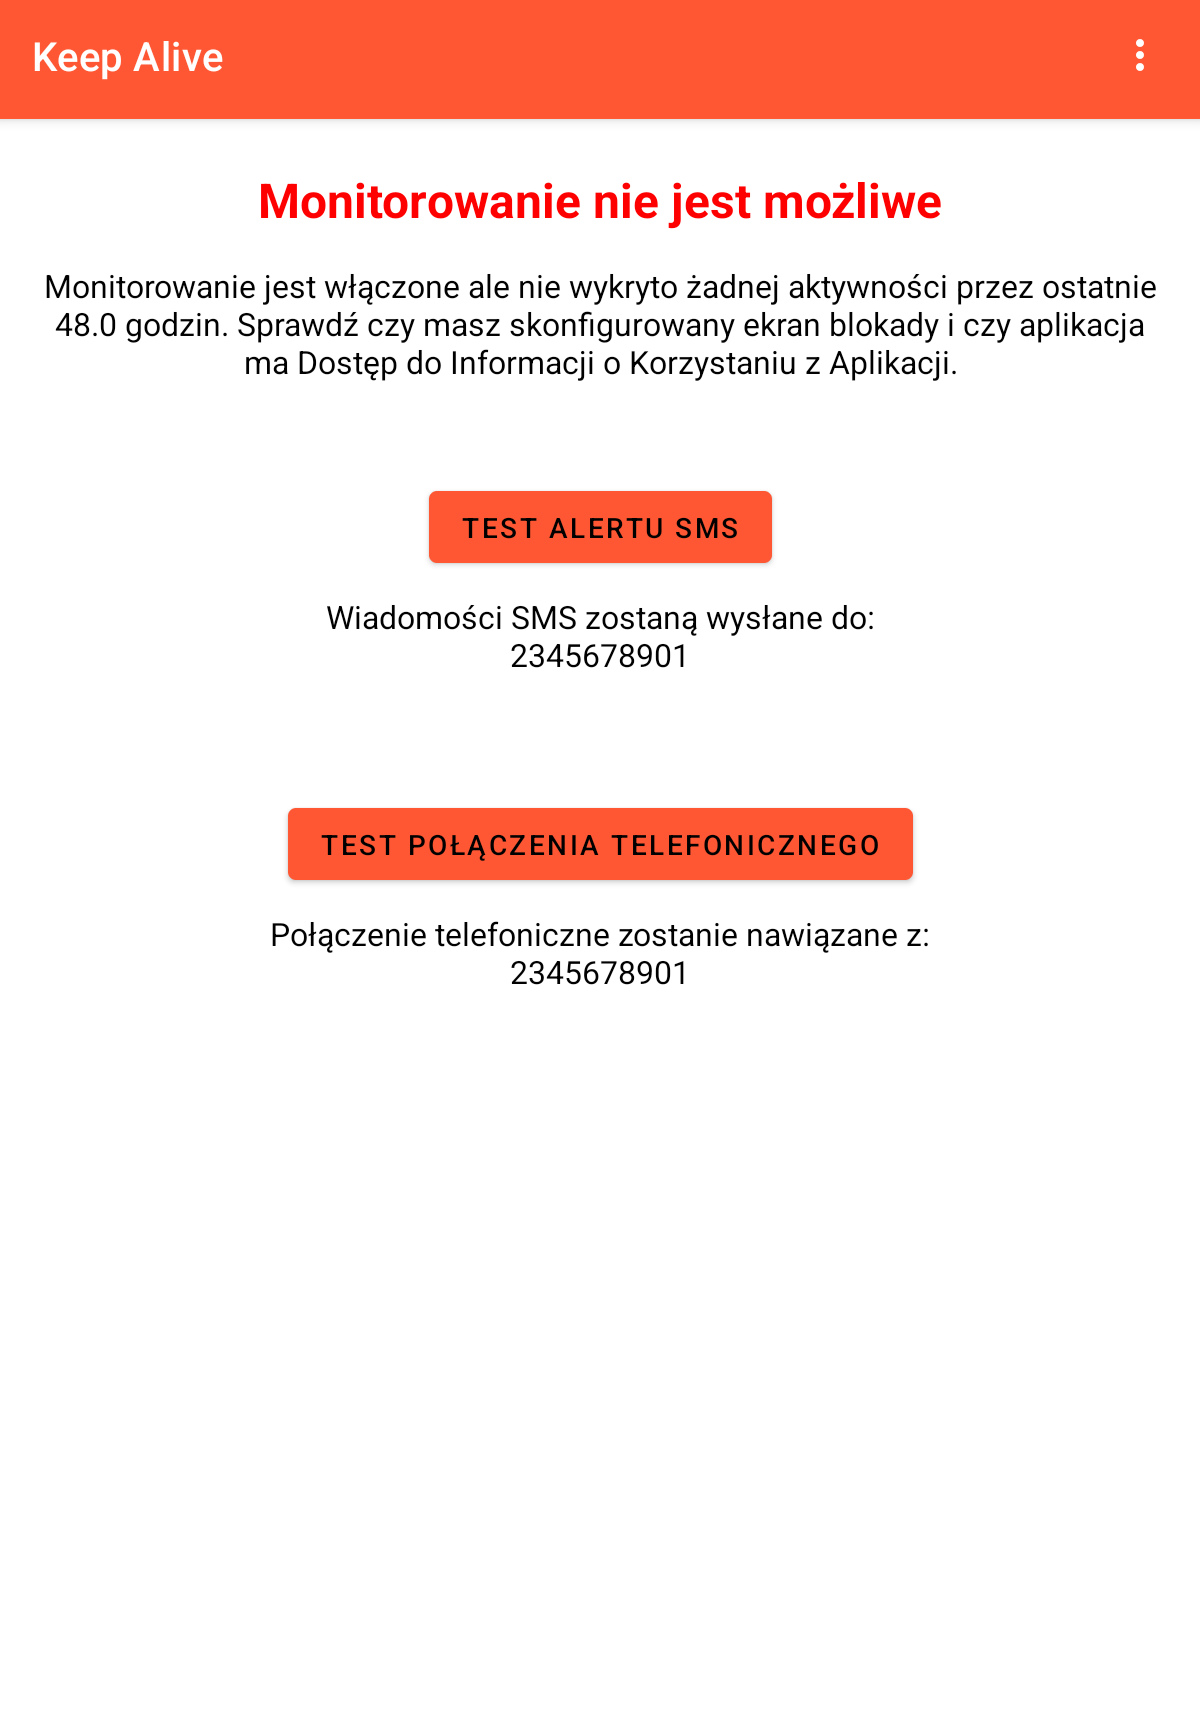 Keep Alive
Monitorowanie nie jest możliwe
Monitorowanie jest włączone ale nie wykryto żadnej aktywności przez ostatnie
48.0 godzin. Sprawdź czy masz skonfigurowany ekran blokady i czy aplikacja
ma Dostęp do Informacji o Korzystaniu z Aplikacji.
TEST ALERTU SMS
Wiadomości SMS zostaną wysłane do:
2345678901
TEST POŁĄCZENIA TELEFONICZNEGO
Połączenie telefoniczne zostanie nawiązane z:
2345678901